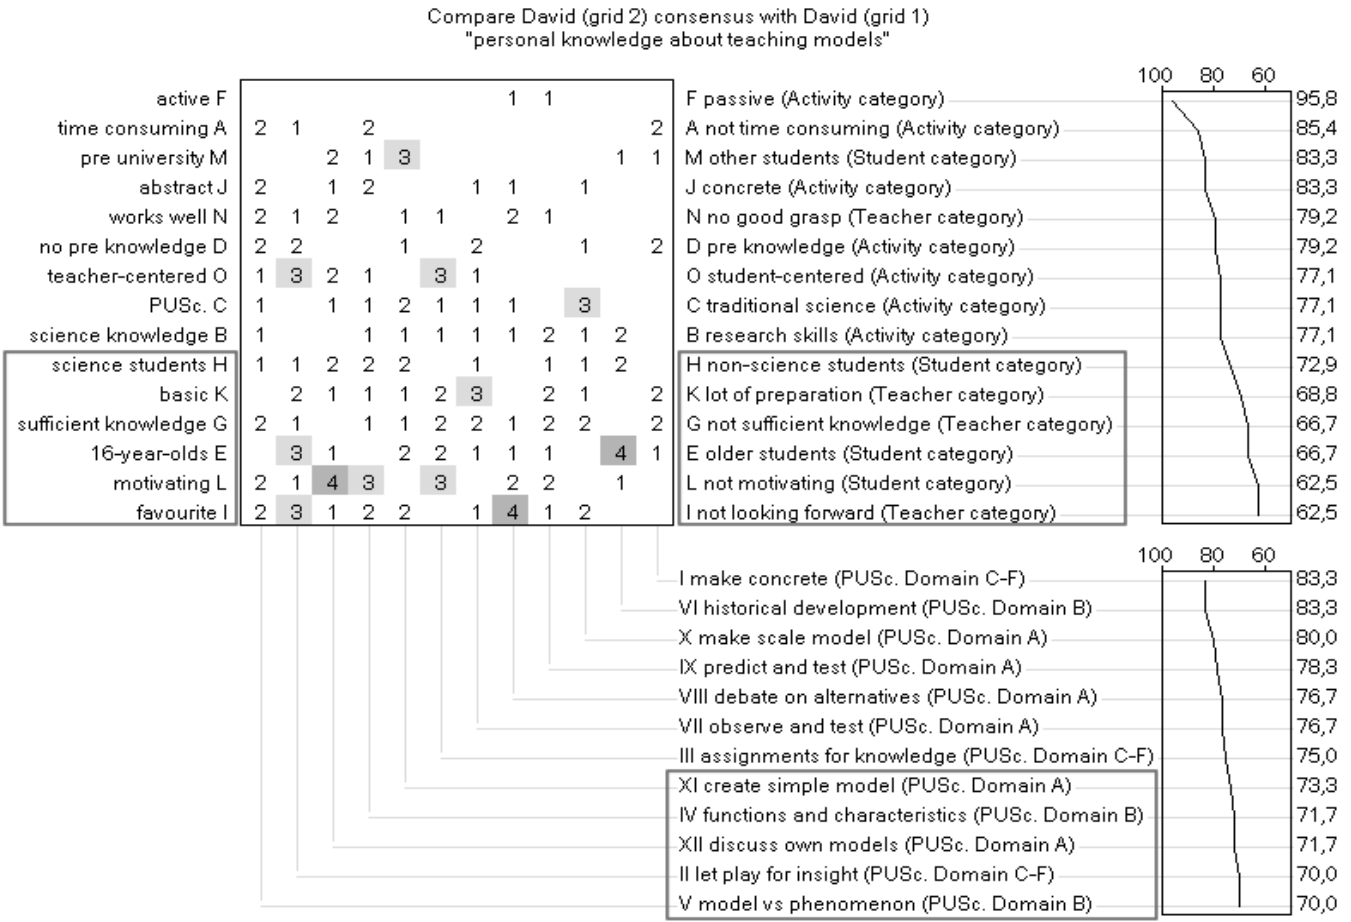 Compare David (grid 2) consensus with David (grid 1)
"personal knowledge about teaching models"
100 80 60
active F 1 1 F passive (Activity category) 95,8
time consuming A 2 1 2 2 A not time consuming (Activity category) 85,4
pre university M 2 1 3 1 1 M other students (Student category) 83,3
abstract J 2 1 2 1 1 1 J concrete (Activity category) 83,3
works well N 2 1 2 1 1 2 1 N no good grasp (Teacher category) 79,2
no pre knowledge D 2 2 1 2 1 2 D pre knowledge (Activity category) 79,2
teacher-centered O 1 3 2 1 3 1 O student-centered (Activity category) 77,1
PUSc. C 1 1 1 2 1 1 1 3 C traditional science (Activity category) 77,1
science knowledge B 1 1 1 1 1 1 2 1 2 B research skills (Activity category) 77,1
science students H 1 1 2 2 2 1 1 1 2 H non-science students (Student category) 72,9
basic K 2 1 1 1 2 3 2 1 2 K lot of preparation (Teacher category) 68,8
sufficient knowledge G 2 1 1 1 2 2 1 2 2 2 G not sufficient knowledge (Teacher category) 66,7
16-year-olds E 3 1 2 2 1 1 1 4 1 E older students (Student category) 66,7
motivating L 2 1 4 3 3 2 2 1 L not motivating (Student category) 62,5
favourite I 2 3 1 2 2 1 4 1 2 I not looking forward (Teacher category) 62,5
100 80 60
I make concrete (PUSc. Domain C-F) 83,3
VI historical development (PUSc. Domain B) 83,3
X make scale model (PUSc. Domain A) 80,0
IX predict and test (PUSc. Domain A) 78,3
VIII debate on alternatives (PUSc. Domain A) 76,7
VII observe and test (PUSc. Domain A) 76,7
III assignments for knowledge (PUSc. Domain C-F) 75,0
XI create simple model (PUSc. Domain A) 73,3
IV functions and characteristics (PUSc. Domain B) 71,7
XII discuss own models (PUSc. Domain A) 71,7
II let play for insight (PUSc. Domain C-F) 70,0
V model vs phenomenon (PUSc. Domain B) 70,0